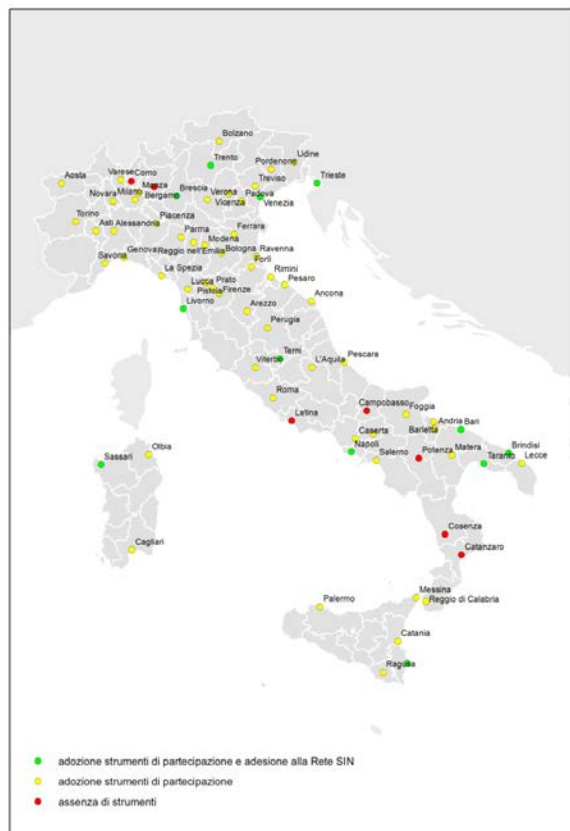 Bolzano
Udine
Trento
Pordenone
Trieste
Treviso
Aosta
Varese Como
Monza
Brescia
Verona
Padova
Novara Milano
Bergamo
Vicenza
Venezia
Torino
Piacenza
Asti Alessandria
Parma
Ferrara
Modena
Savona
Genova
Reggio nell'Emilia
Bologna
Ravenna
Forlì
La Spezia
Rimini
Lucca
Prato
Pesaro
Pistoia
Firenze
Livorno
Arezzo
Ancona
Perugia
Terni
Pescara
Viterbo
L'Aquila
Roma
Latina
Campobasso
Foggia
Andria Bari
Caserta
Barletta
Napoli
Potenza
Matera
Brindisi
Salerno
Taranto
Lecce
Olbia
Sassari
Cosenza
Catanzaro
Cagliari
Messina
Palermo
Reggio di Calabria
Catania
Ragusa
adozione strumenti di partecipazione e adesione alla Rete SIN
adozione strumenti di partecipazione
assenza di strumenti